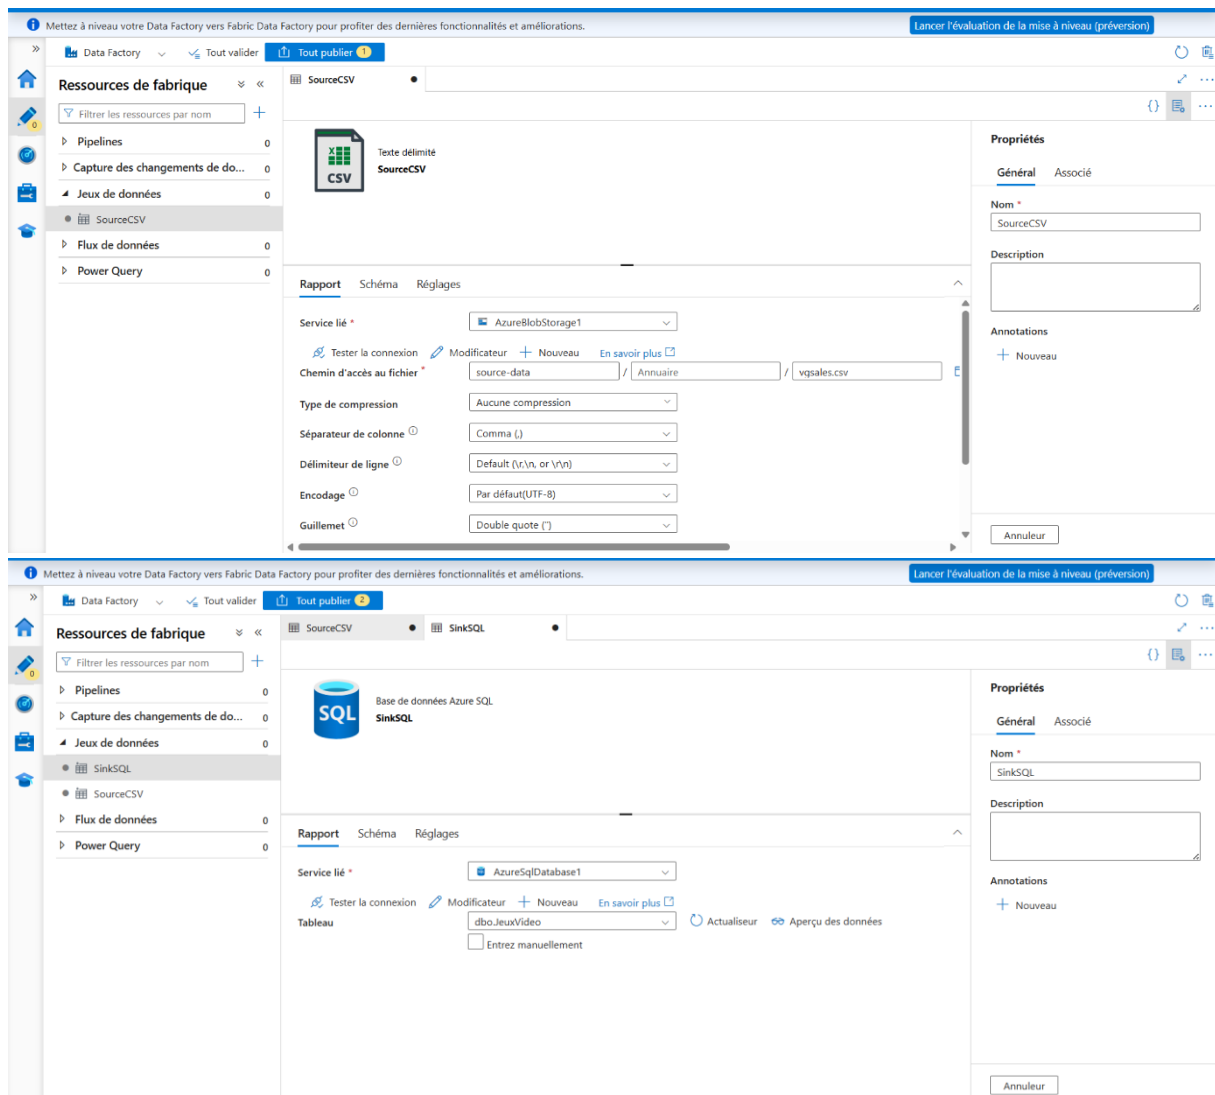 Mettez à niveau votre Data Factory vers Fabric Data Factory pour profiter des dernières fonctionnalités et améliorations. Lancer l'évaluation de la mise à niveau (préversion)
» Data Factory Tout valider Tout publier 1
Ressources de fabrique
SourceCSV
Filtrer les ressources par nom
Pipelines 0
Capture des changements de do... 0
Jeux de données 0
SourceCSV
Flux de données 0
Power Query 0
0
CSV
Texte délimité
SourceCSV
Rapport Schéma Réglages
Service lié * AzureBlobStorage1
Tester la connexion Modificateur Nouveau En savoir plus
Chemin d'accès au fichier * source-data / Annuaire / vgsales.csv
Type de compression Aucune compression
Séparateur de colonne Comma (,)
Délimiteur de ligne Default (\r,\n, or \r\n)
Encodage Par défaut(UTF-8)
Guillemet Double quote (")
Propriétés
Général Associé
Nom *
SourceCSV
Description
Annotations
Nouveau
Annuleur
Mettez à niveau votre Data Factory vers Fabric Data Factory pour profiter des dernières fonctionnalités et améliorations. Lancer l'évaluation de la mise à niveau (préversion)
» Data Factory Tout valider Tout publier 2
Ressources de fabrique
SourceCSV SinkSQL
Filtrer les ressources par nom
Pipelines 0
Capture des changements de do... 0
Jeux de données 0
SinkSQL
SourceCSV
Flux de données 0
Power Query 0
0
SQL
Base de données Azure SQL
SinkSQL
Rapport Schéma Réglages
Service lié * AzureSqlDatabase1
Tester la connexion Modificateur Nouveau En savoir plus
Tableau dbo.JeuxVideo Actualiseur Aperçu des données
Entrez manuellement
Propriétés
Général Associé
Nom *
SinkSQL
Description
Annotations
Nouveau
Annuleur